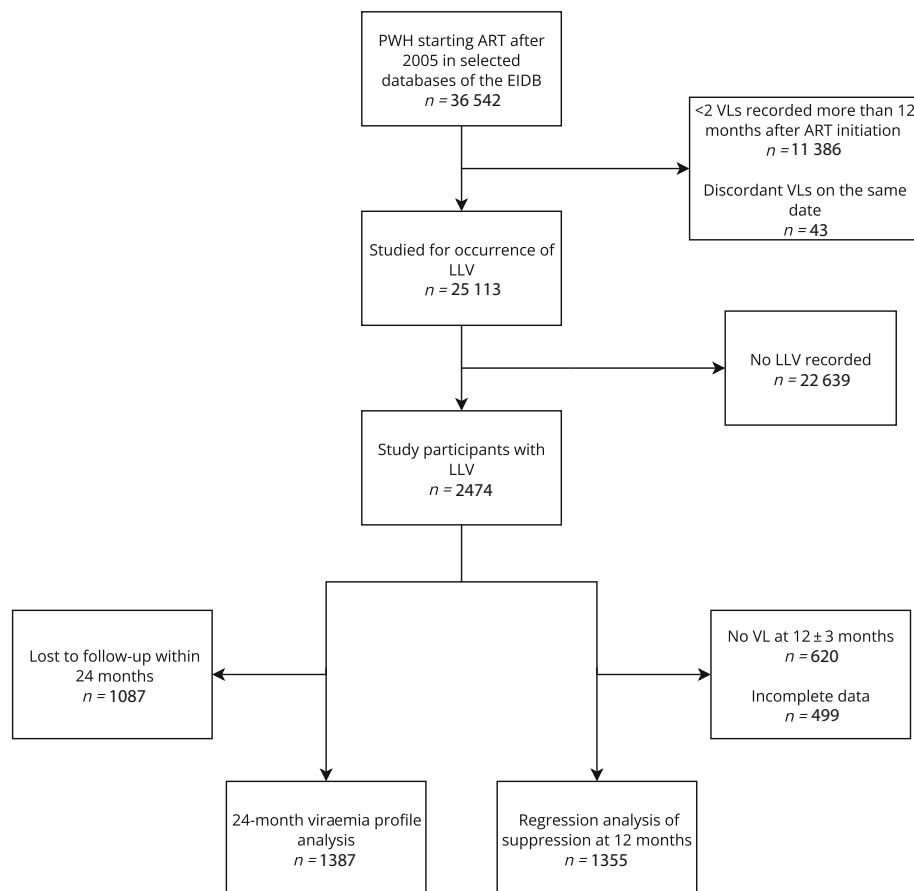 PWH starting ART after
2005 in selected
databases of the EIDB
n = 36 542
<2 VLs recorded more than 12
months after ART initiation
n = 11 386
Discordant VLs on the same
date
n = 43
Studied for occurrence of
LLV
n = 25 113
No LLV recorded
n = 22 639
Study participants with
LLV
n = 2474
Lost to follow-up within
24 months
n = 1087
No VL at 12 ± 3 months
n = 620
Incomplete data
n = 499
24-month viraemia profile
analysis
n = 1387
Regression analysis of
suppression at 12 months
n = 1355